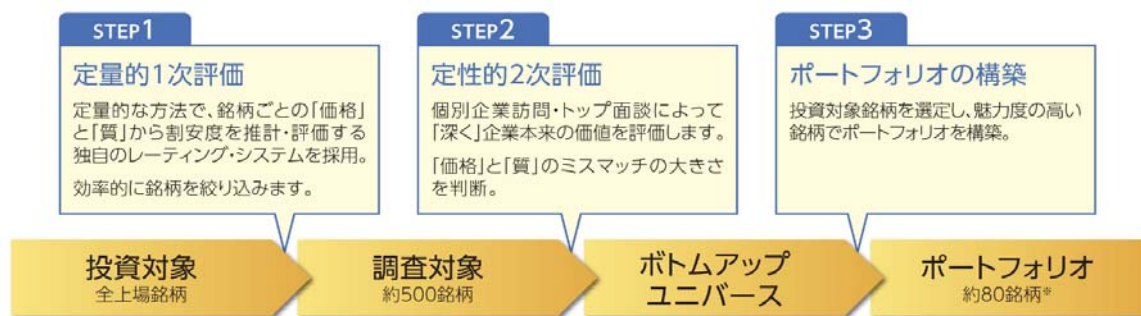 STEP1
定量的1次評価
定量的な方法で、銘柄ごとの「価格」
と「質」から割安度を推計・評価する
独自のレーティング・システムを採用。
効率的に銘柄を絞り込みます。
STEP2
定性的2次評価
個別企業訪問・トップ面談によって
「深く」企業本来の価値を評価します。
「価格」と「質」のミスマッチの大きさ
を判断。
STEP3
ポートフォリオの構築
投資対象銘柄を選定し、魅力度の高い
銘柄でポートフォリオを構築。
投資対象
全上場銘柄
調査対象
約500銘柄
ボトムアップ
ユニバース
ポートフォリオ
約80銘柄※